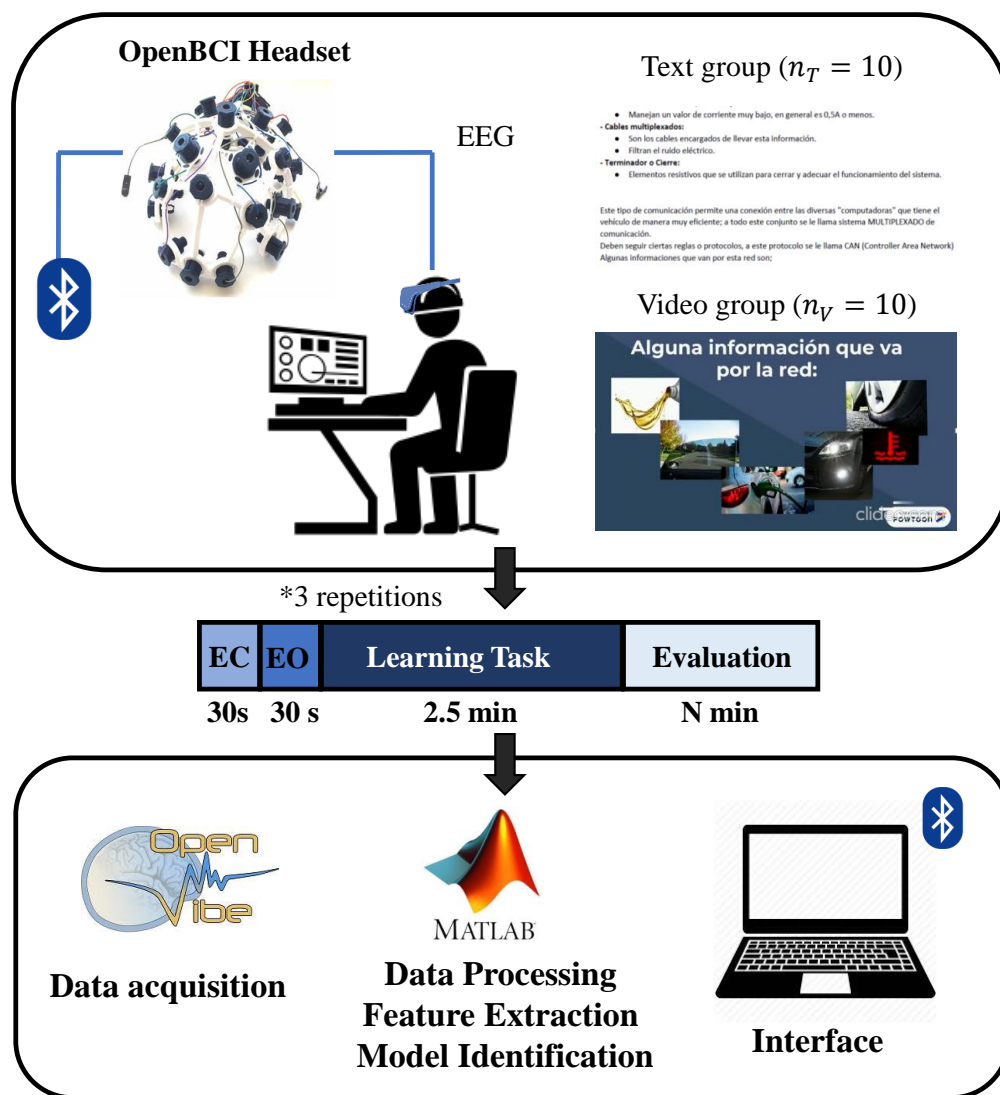 OpenBCI Headset
EEG
Text group (n_T = 10)
● Manejan un valor de corriente muy bajo, en general es 0,5A o menos.
- Cables multiplexados:
● Son los cables encargados de llevar esta información.
● Filtran el ruido eléctrico.
- Terminador o Cierre:
● Elementos resistivos que se utilizan para cerrar y adecuar el funcionamiento del sistema.
Este tipo de comunicación permite una conexión entre las diversas "computadoras" que tiene el
vehículo de manera muy eficiente; a todo este conjunto se le llama sistema MULTIPLEXADO de
comunicación.
Deben seguir ciertas reglas o protocolos, a este protocolo se le llama CAN (Controller Area Network)
Algunas informaciones que van por esta red son;
Video group (n_V = 10)
Alguna información que va
por la red:
POWTOON
*3 repetitions
EC EO Learning Task Evaluation
30s 30 s 2.5 min N min
Open
Vibe
MATLAB
Data acquisition
Data Processing
Feature Extraction
Model Identification
Interface